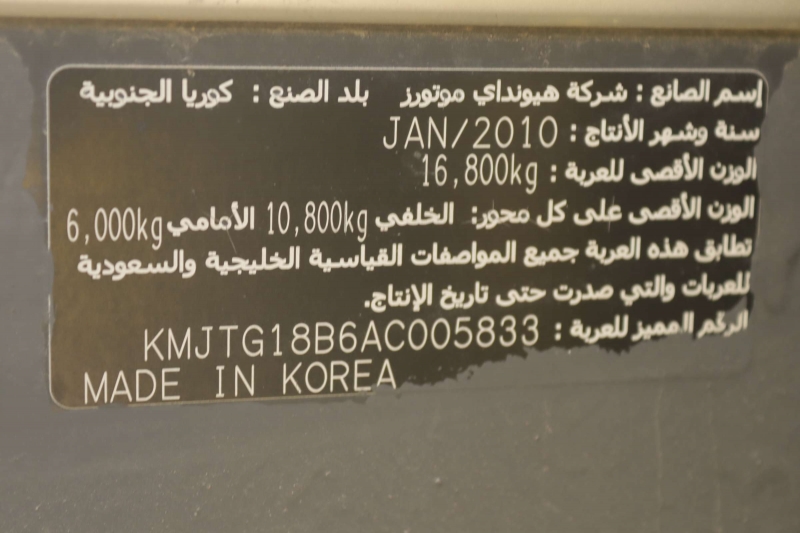 إسم الصانع : شركة هيونداي موتورز بلد الصنع : كوريا الجنوبية
سنة وشهر الأنتاج : JAN/2010
الوزن الأقصى للعربة : 16,800kg
الوزن الأقصى على كل محور: الخلفي 10,800kg الأمامي 6,000kg
تطابق هذه العربة جميع المواصفات القياسية الخليجية والسعودية
للعربات والتي صدرت حتى تاريخ الإنتاج.
الرقم المميز للعربة : KMJTG18B6AC005833
MADE IN KOREA